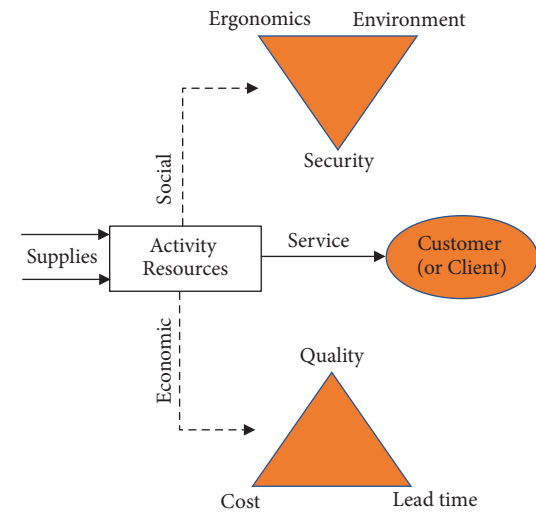 Ergonomics
Environment
Security
Social
Supplies
Activity
Resources
Service
Customer
(or Client)
Economic
Quality
Cost
Lead time